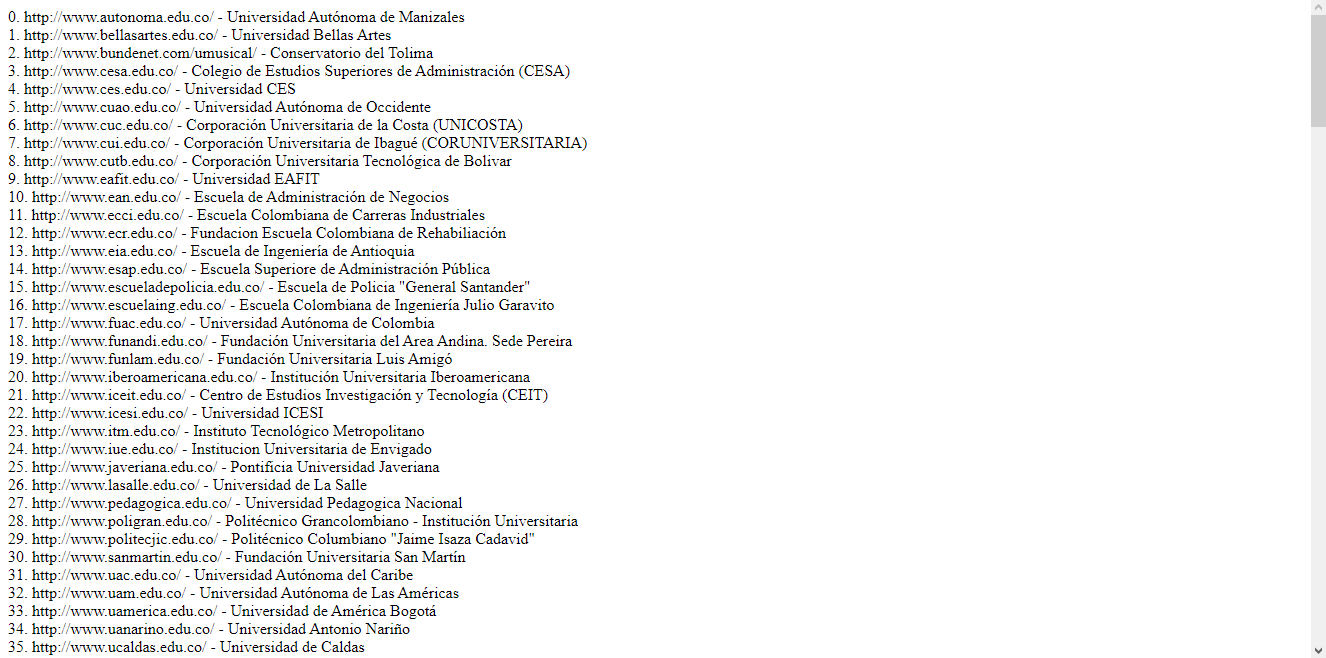 0. http://www.autonoma.edu.co/ - Universidad Autónoma de Manizales
1. http://www.bellasartes.edu.co/ - Universidad Bellas Artes
2. http://www.bundenet.com/umusical/ - Conservatorio del Tolima
3. http://www.cesa.edu.co/ - Colegio de Estudios Superiores de Administración (CESA)
4. http://www.ces.edu.co/ - Universidad CES
5. http://www.cuao.edu.co/ - Universidad Autónoma de Occidente
6. http://www.cuc.edu.co/ - Corporación Universitaria de la Costa (UNICOSTA)
7. http://www.cui.edu.co/ - Corporación Universitaria de Ibagué (CORUNIVERSITARIA)
8. http://www.cutb.edu.co/ - Corporación Universitaria Tecnológica de Bolivar
9. http://www.eafit.edu.co/ - Universidad EAFIT
10. http://www.ean.edu.co/ - Escuela de Administración de Negocios
11. http://www.ecci.edu.co/ - Escuela Colombiana de Carreras Industriales
12. http://www.ecr.edu.co/ - Fundacion Escuela Colombiana de Rehabiliación
13. http://www.eia.edu.co/ - Escuela de Ingeniería de Antioquia
14. http://www.esap.edu.co/ - Escuela Superiore de Administración Pública
15. http://www.escueladepolicia.edu.co/ - Escuela de Policia "General Santander"
16. http://www.escuelaing.edu.co/ - Escuela Colombiana de Ingeniería Julio Garavito
17. http://www.fuac.edu.co/ - Universidad Autónoma de Colombia
18. http://www.funandi.edu.co/ - Fundación Universitaria del Area Andina. Sede Pereira
19. http://www.funlam.edu.co/ - Fundación Universitaria Luis Amigó
20. http://www.iberoamericana.edu.co/ - Institución Universitaria Iberoamericana
21. http://www.iceit.edu.co/ - Centro de Estudios Investigación y Tecnología (CEIT)
22. http://www.icesi.edu.co/ - Universidad ICESI
23. http://www.itm.edu.co/ - Instituto Tecnológico Metropolitano
24. http://www.iue.edu.co/ - Institucion Universitaria de Envigado
25. http://www.javeriana.edu.co/ - Pontificia Universidad Javeriana
26. http://www.lasalle.edu.co/ - Universidad de La Salle
27. http://www.pedagogica.edu.co/ - Universidad Pedagogica Nacional
28. http://www.poligran.edu.co/ - Politécnico Grancolombiano - Institución Universitaria
29. http://www.politecjic.edu.co/ - Politécnico Columbiano "Jaime Isaza Cadavid"
30. http://www.sanmartin.edu.co/ - Fundación Universitaria San Martín
31. http://www.uac.edu.co/ - Universidad Autónoma del Caribe
32. http://www.uam.edu.co/ - Universidad Autónoma de Las Américas
33. http://www.uamerica.edu.co/ - Universidad de América Bogotá
34. http://www.uanarino.edu.co/ - Universidad Antonio Nariño
35. http://www.ucaldas.edu.co/ - Universidad de Caldas